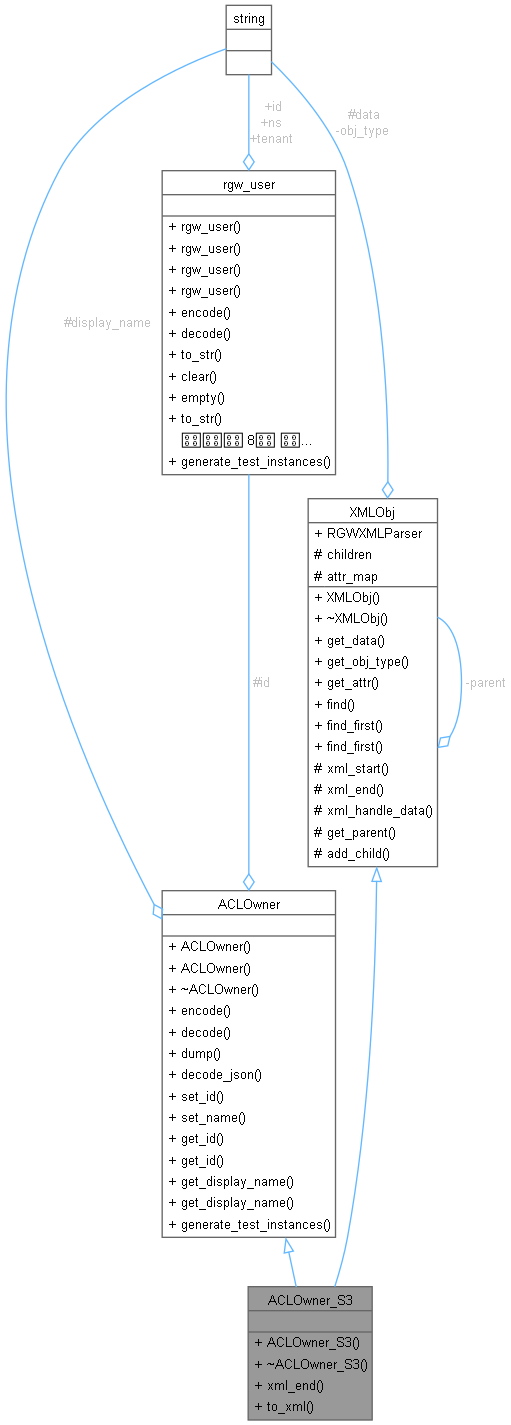 string
+id
+ns
+tenant
#data
-obj_type
rgw_user
+ rgw_user()
+ rgw_user()
+ rgw_user()
+ rgw_user()
+ encode()
+ decode()
+ to_str()
+ clear()
+ empty()
+ to_str()
8 ...
+ generate_test_instances()
#display_name
XMLObj
+ RGWXMLParser
# children
# attr_map
+ XMLObj()
+ ~XMLObj()
+ get_data()
+ get_obj_type()
+ get_attr()
+ find()
+ find_first()
+ find_first()
# xml_start()
# xml_end()
# xml_handle_data()
# get_parent()
# add_child()
-parent
#id
ACLOwner
+ ACLOwner()
+ ACLOwner()
+ ~ACLOwner()
+ encode()
+ decode()
+ dump()
+ decode_json()
+ set_id()
+ set_name()
+ get_id()
+ get_id()
+ get_display_name()
+ get_display_name()
+ generate_test_instances()
ACLOwner_S3
+ ACLOwner_S3()
+ ~ACLOwner_S3()
+ xml_end()
+ to_xml()